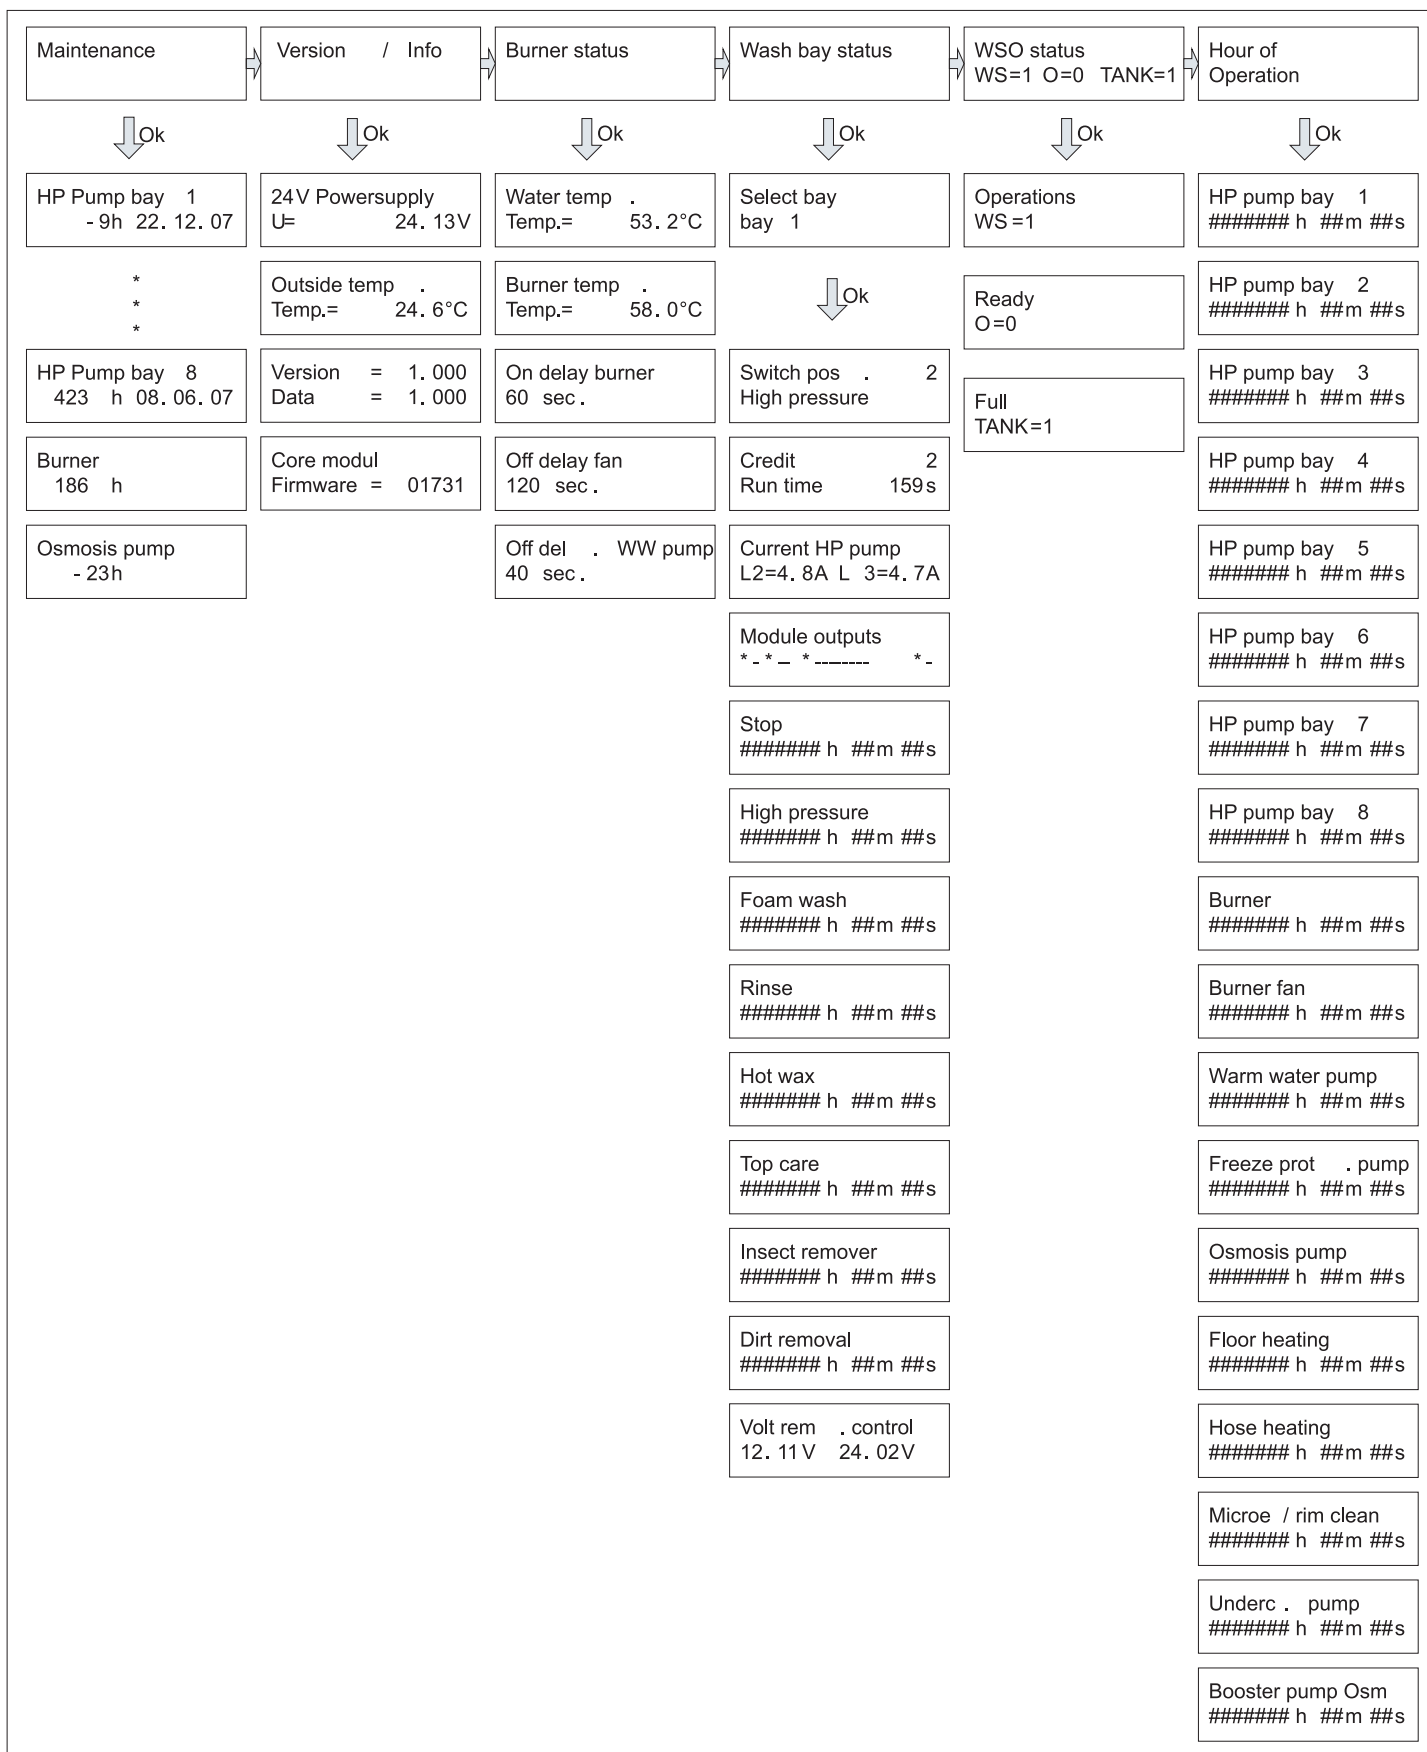 Maintenance
Version / Info
Burner status
Wash bay status
WSO status
WS=1 O=0 TANK=1
Hour of
Operation
Ok
Ok
Ok
Ok
Ok
Ok
HP Pump bay 1
- 9h 22. 12. 07
*
*
*
HP Pump bay 8
423 h 08. 06. 07
Burner
186 h
Osmosis pump
- 23h
24V Powersupply
U= 24. 13V
Outside temp .
Temp.= 24. 6°C
Version = 1. 000
Data = 1. 000
Core modul
Firmware = 01731
Water temp .
Temp.= 53. 2°C
Burner temp .
Temp.= 58. 0°C
On delay burner
60 sec.
Off delay fan
120 sec.
Off del . WW pump
40 sec.
Select bay
bay 1
Ok
Switch pos . 2
High pressure
Credit 2
Run time 159s
Current HP pump
L2=4. 8A L 3=4. 7A
Module outputs
* - * -- * -------- * -
Stop
####### h ##m ##s
High pressure
####### h ##m ##s
Foam wash
####### h ##m ##s
Rinse
####### h ##m ##s
Hot wax
####### h ##m ##s
Top care
####### h ##m ##s
Insect remover
####### h ##m ##s
Dirt removal
####### h ##m ##s
Volt rem . control
12. 11V 24. 02V
Operations
WS =1
Ready
O=0
Full
TANK=1
HP pump bay 1
####### h ##m ##s
HP pump bay 2
####### h ##m ##s
HP pump bay 3
####### h ##m ##s
HP pump bay 4
####### h ##m ##s
HP pump bay 5
####### h ##m ##s
HP pump bay 6
####### h ##m ##s
HP pump bay 7
####### h ##m ##s
HP pump bay 8
####### h ##m ##s
Burner
####### h ##m ##s
Burner fan
####### h ##m ##s
Warm water pump
####### h ##m ##s
Freeze prot . pump
####### h ##m ##s
Osmosis pump
####### h ##m ##s
Floor heating
####### h ##m ##s
Hose heating
####### h ##m ##s
Microe / rim clean
####### h ##m ##s
Underc . pump
####### h ##m ##s
Booster pump Osm
####### h ##m ##s